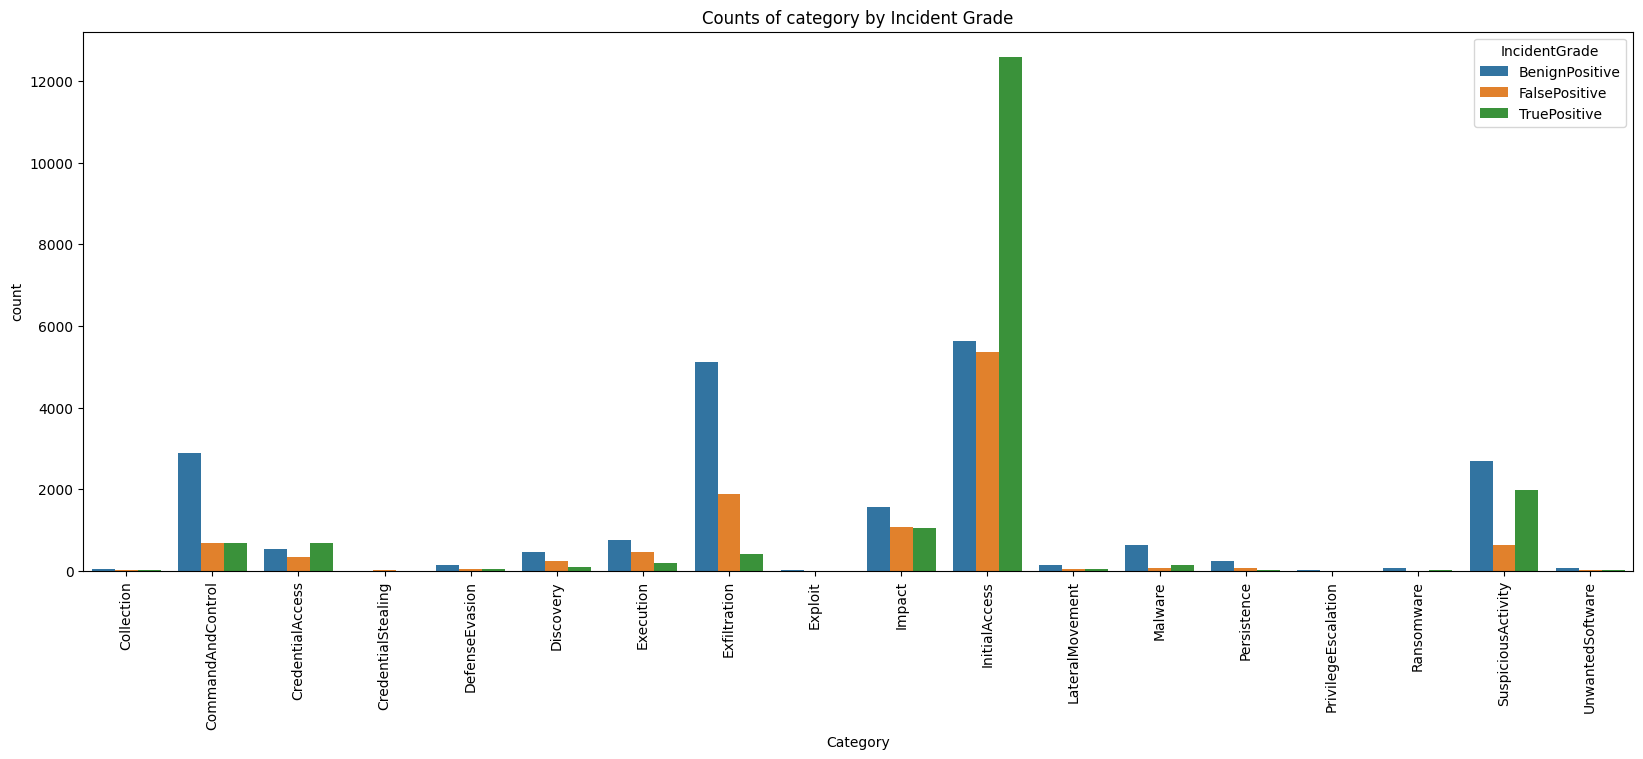 Counts of category by Incident Grade
IncidentGrade
BenignPositive
FalsePositive
TruePositive
12000
10000
8000
6000
4000
2000
0
count
Collection
CommandAndControl
CredentialAccess
CredentialStealing
DefenseEvasion
Discovery
Execution
Exfiltration
Exploit
Impact
InitialAccess
LateralMovement
Malware
Persistence
PrivilegeEscalation
Ransomware
SuspiciousActivity
UnwantedSoftware
Category